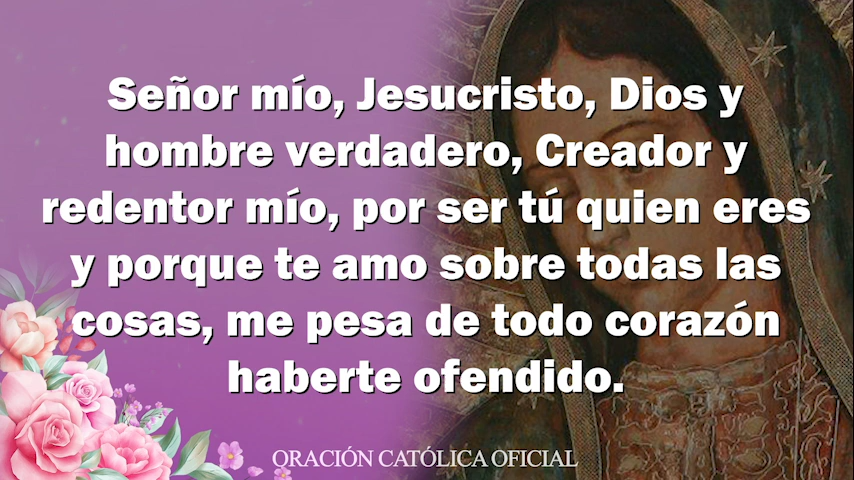 Señor mío, Jesucristo, Dios y
hombre verdadero, Creador y
redentor mío, por ser tú quien eres
y porque te amo sobre todas las
cosas, me pesa de todo corazón
haberte ofendido.
ORACIÓN CATÓLICA OFICIAL